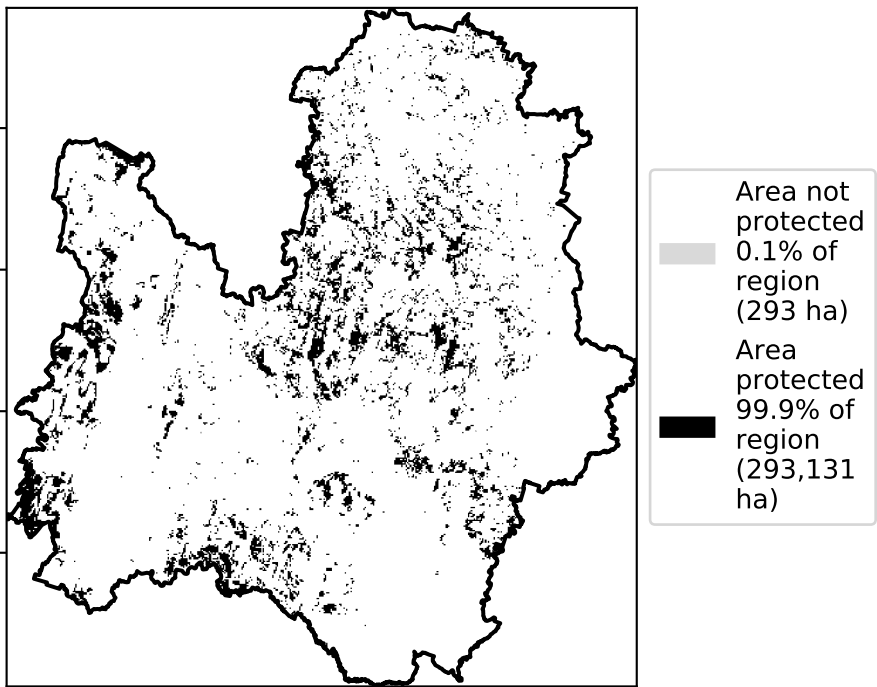 Area not
protected
0.1% of
region
(293 ha)
Area
protected
99.9% of
region
(293,131
ha)